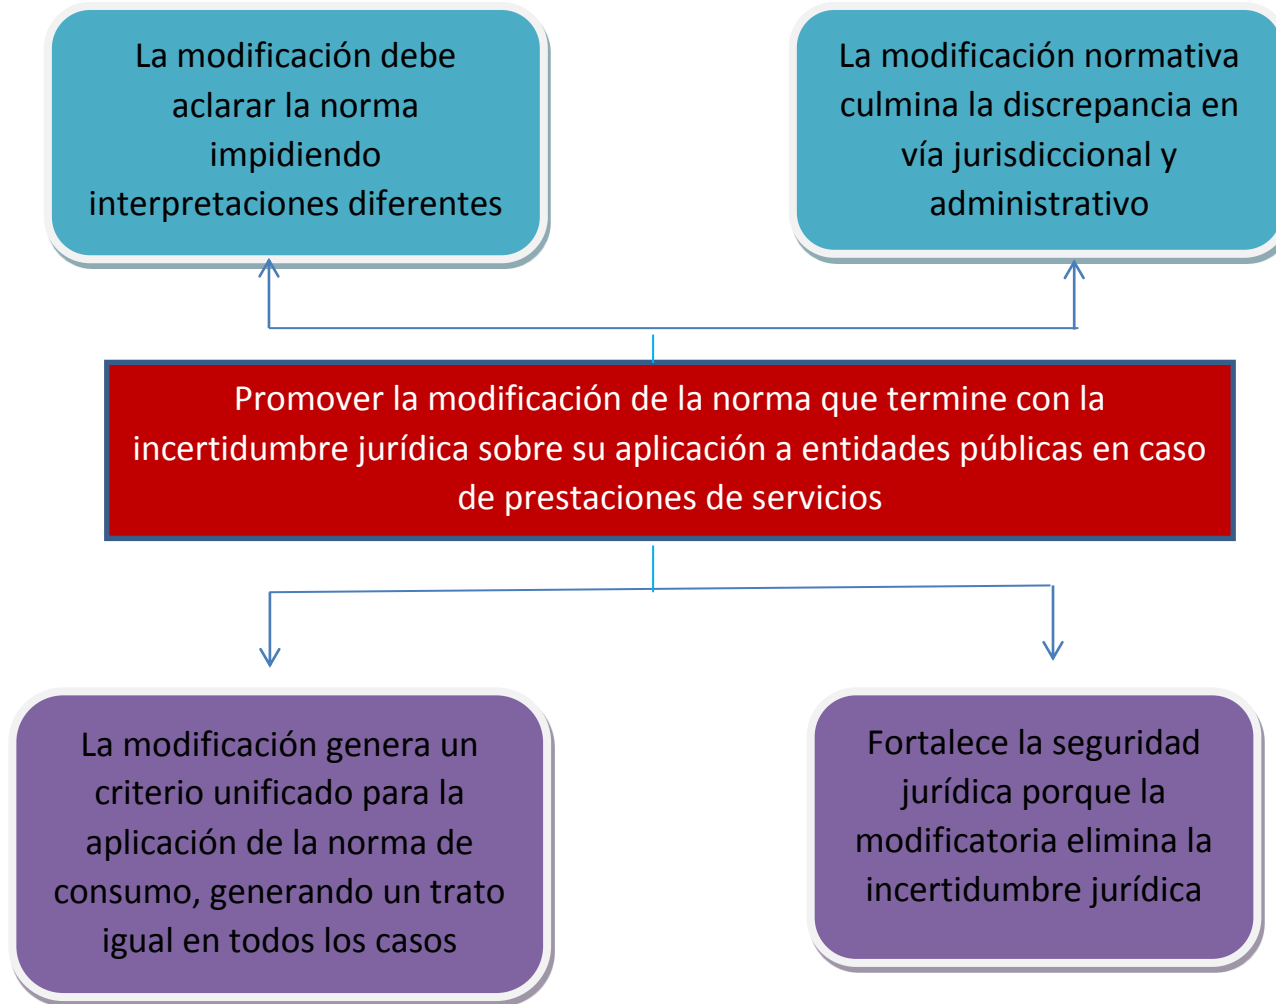 La modificación debe
aclarar la norma
impidiendo
interpretaciones diferentes
La modificación normativa
culmina la discrepancia en
vía jurisdiccional y
administrativo
Promover la modificación de la norma que termine con la
incertidumbre jurídica sobre su aplicación a entidades públicas en caso
de prestaciones de servicios
La modificación genera un
criterio unificado para la
aplicación de la norma de
consumo, generando un trato
igual en todos los casos
Fortalece la seguridad
jurídica porque la
modificatoria elimina la
incertidumbre jurídica